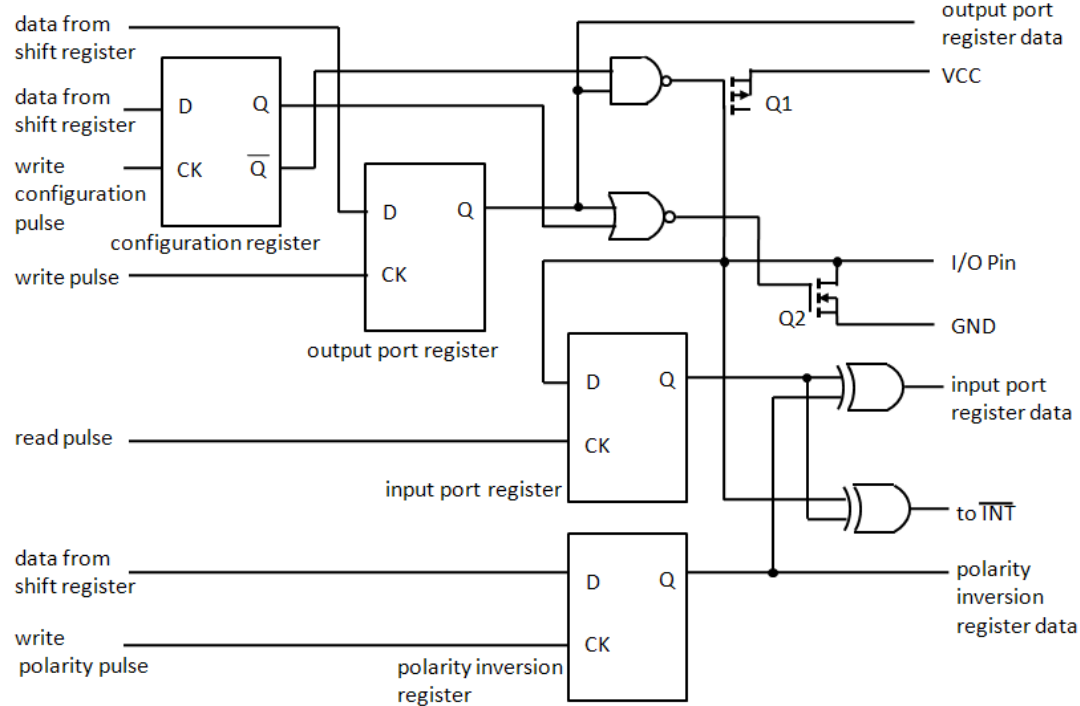 data from
shift register
output port
register data
VCC
Q1
data from
shift register
D
Q
write
configuration
pulse
CK
Q̅
configuration register
D
Q
write pulse
CK
output port register
I/O Pin
Q2
GND
D
Q
input port
register data
read pulse
CK
input port register
to I̅N̅T̅
data from
shift register
D
Q
polarity
inversion
register data
write
polarity pulse
CK
polarity inversion
register